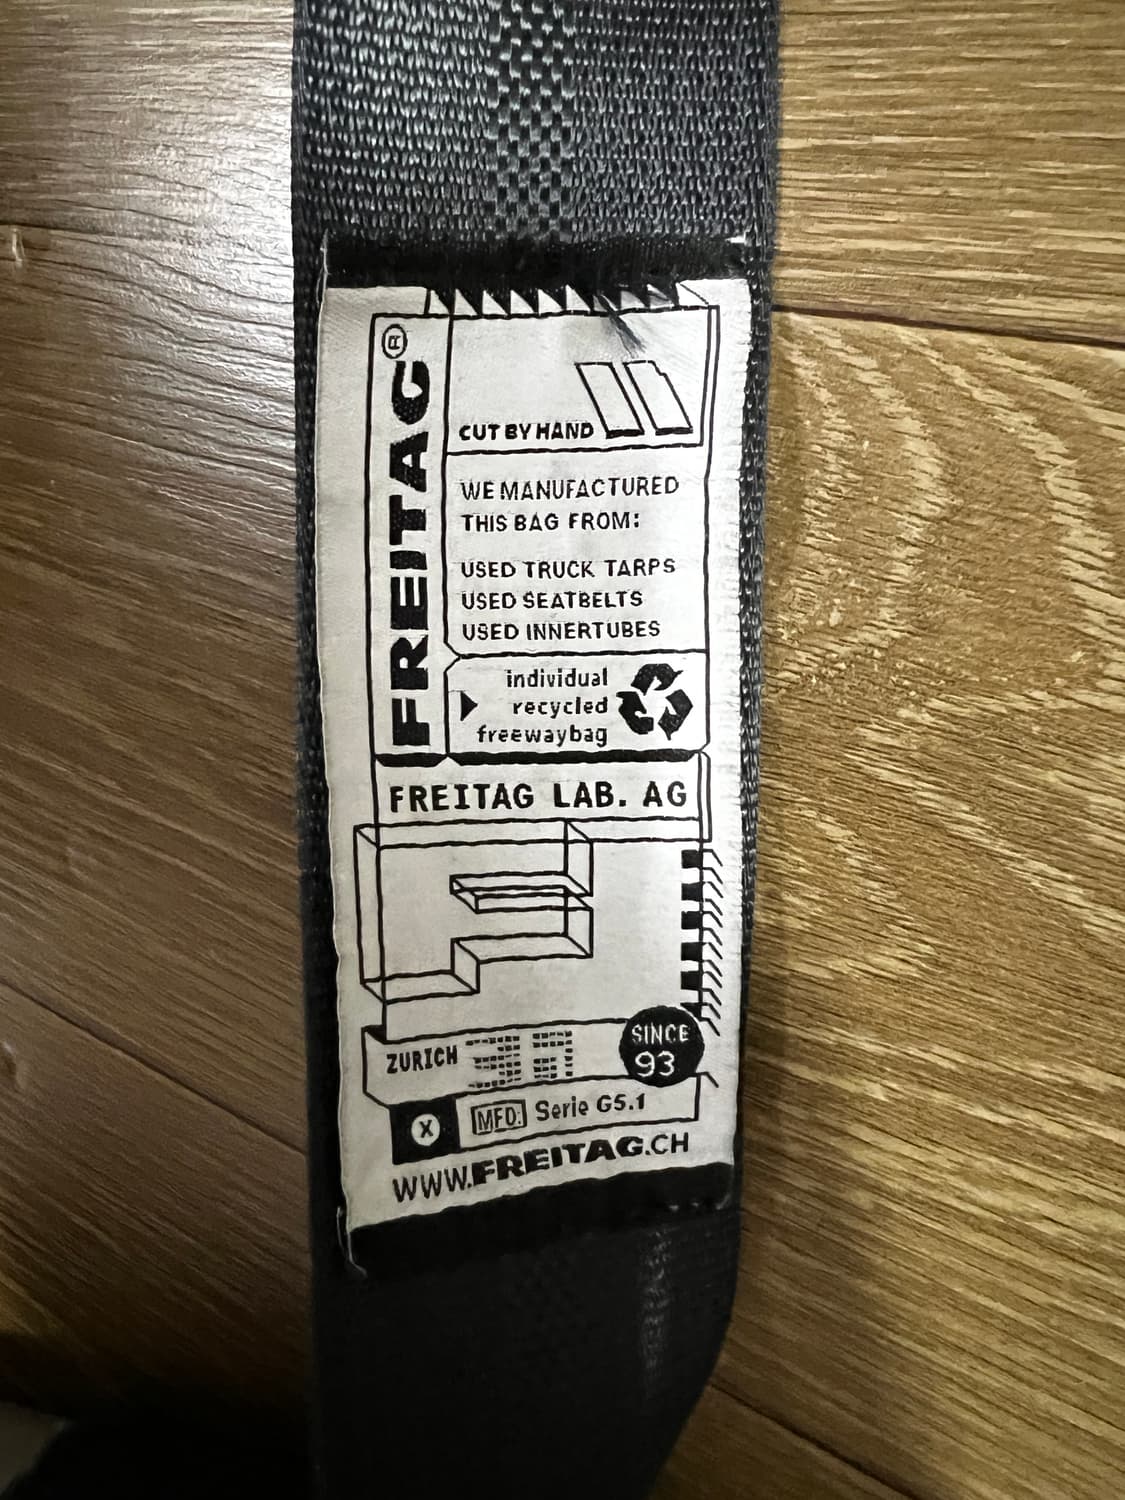 FREITAG®
CUT BY HAND
WE MANUFACTURED
THIS BAG FROM:
USED TRUCK TARPS
USED SEATBELTS
USED INNERTUBES
individual
recycled
freewaybag
FREITAG LAB. AG
ZURICH
SINCE
93
X MFD: Serie G5.1
WWW.FREITAG.CH